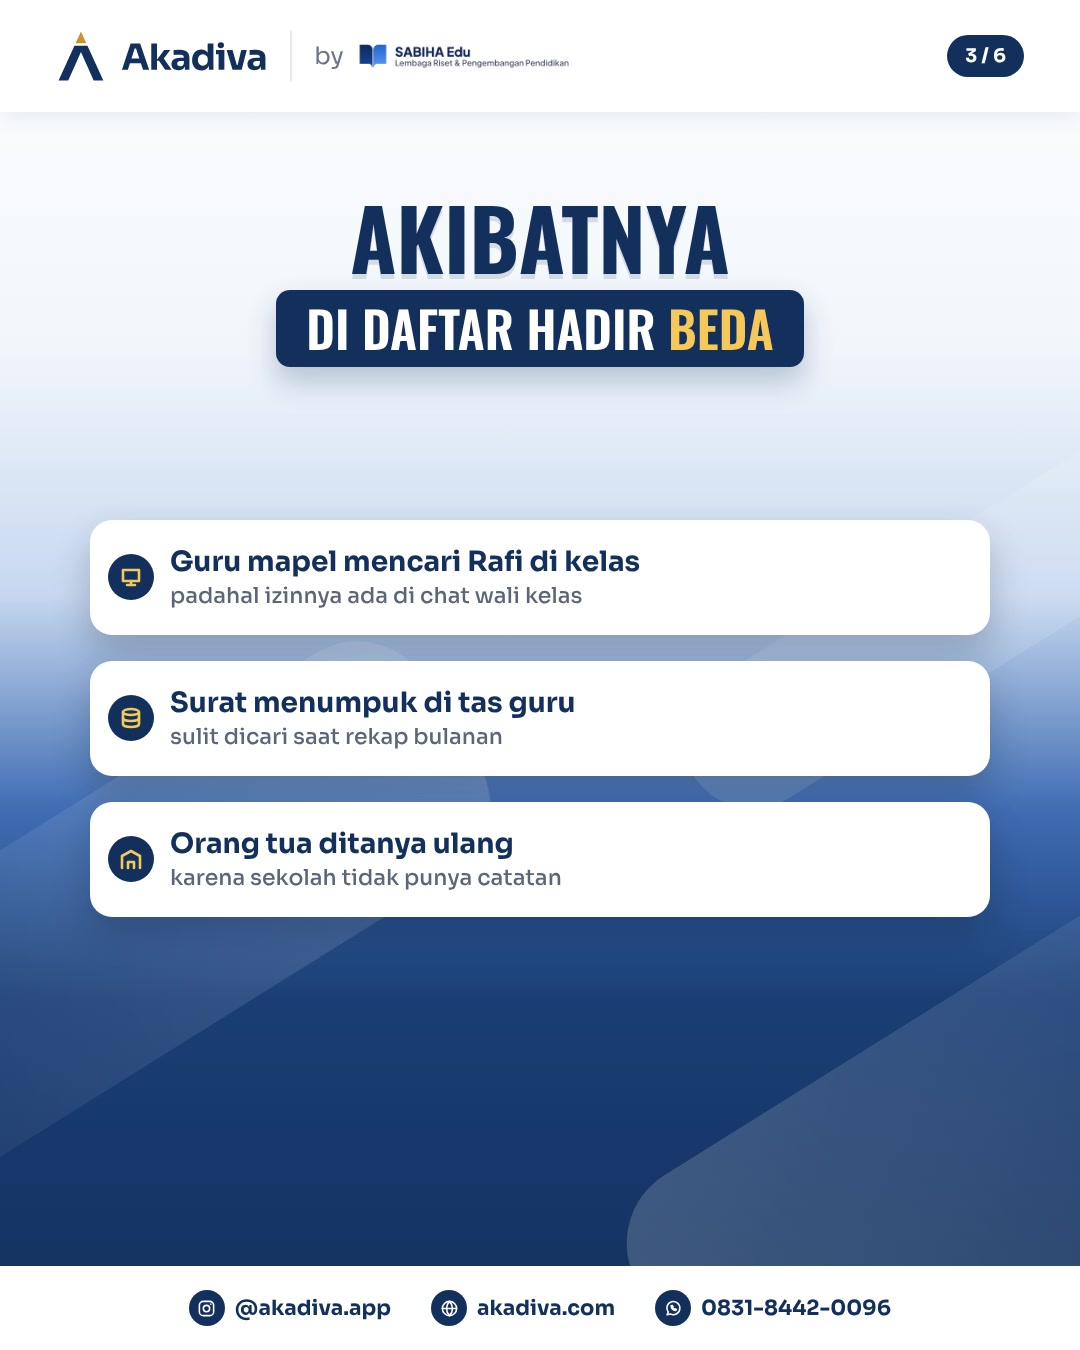 Akadiva
by
SABIHA Edu
Lembaga Riset & Pengembangan Pendidikan
3 / 6
AKIBATNYA
DI DAFTAR HADIR BEDA
Guru mapel mencari Rafi di kelas
padahal izinnya ada di chat wali kelas
Surat menumpuk di tas guru
sulit dicari saat rekap bulanan
Orang tua ditanya ulang
karena sekolah tidak punya catatan
@akadiva.app
akadiva.com
0831-8442-0096